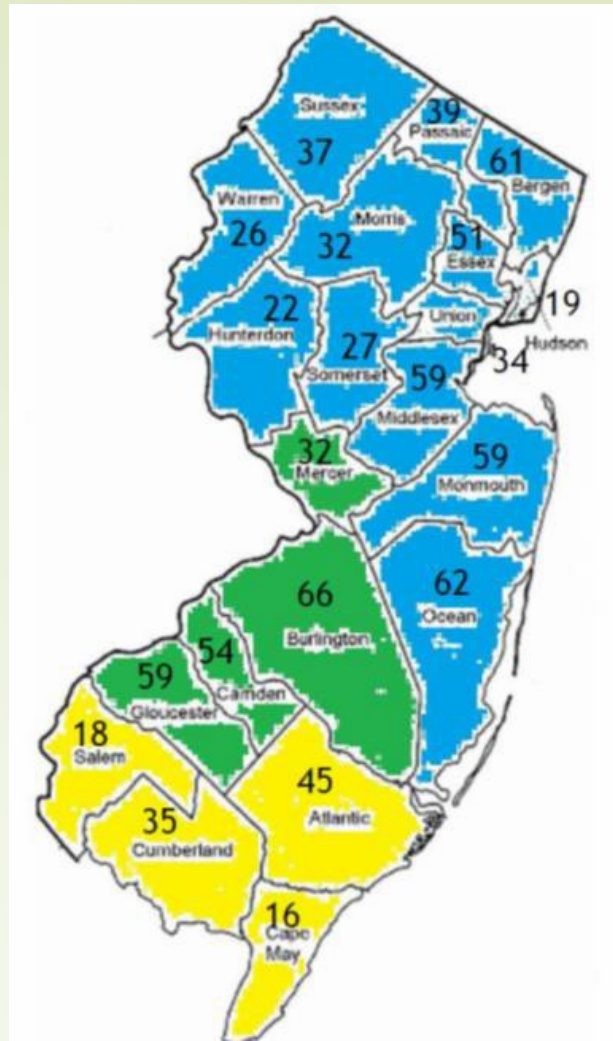 39
Sussex
Passaic
37
61
Bergen
Warren
Morris
26
32
51
Essex
22
19
Union
Hunterdon
27
Hudson
Somerset
59
34
Middlesex
32
59
Mercer
Monmouth
66
62
Burlington
Ocean
54
59
Camden
Gloucester
18
Salem
45
35
Atlantic
Cumberland
16
Cape
May